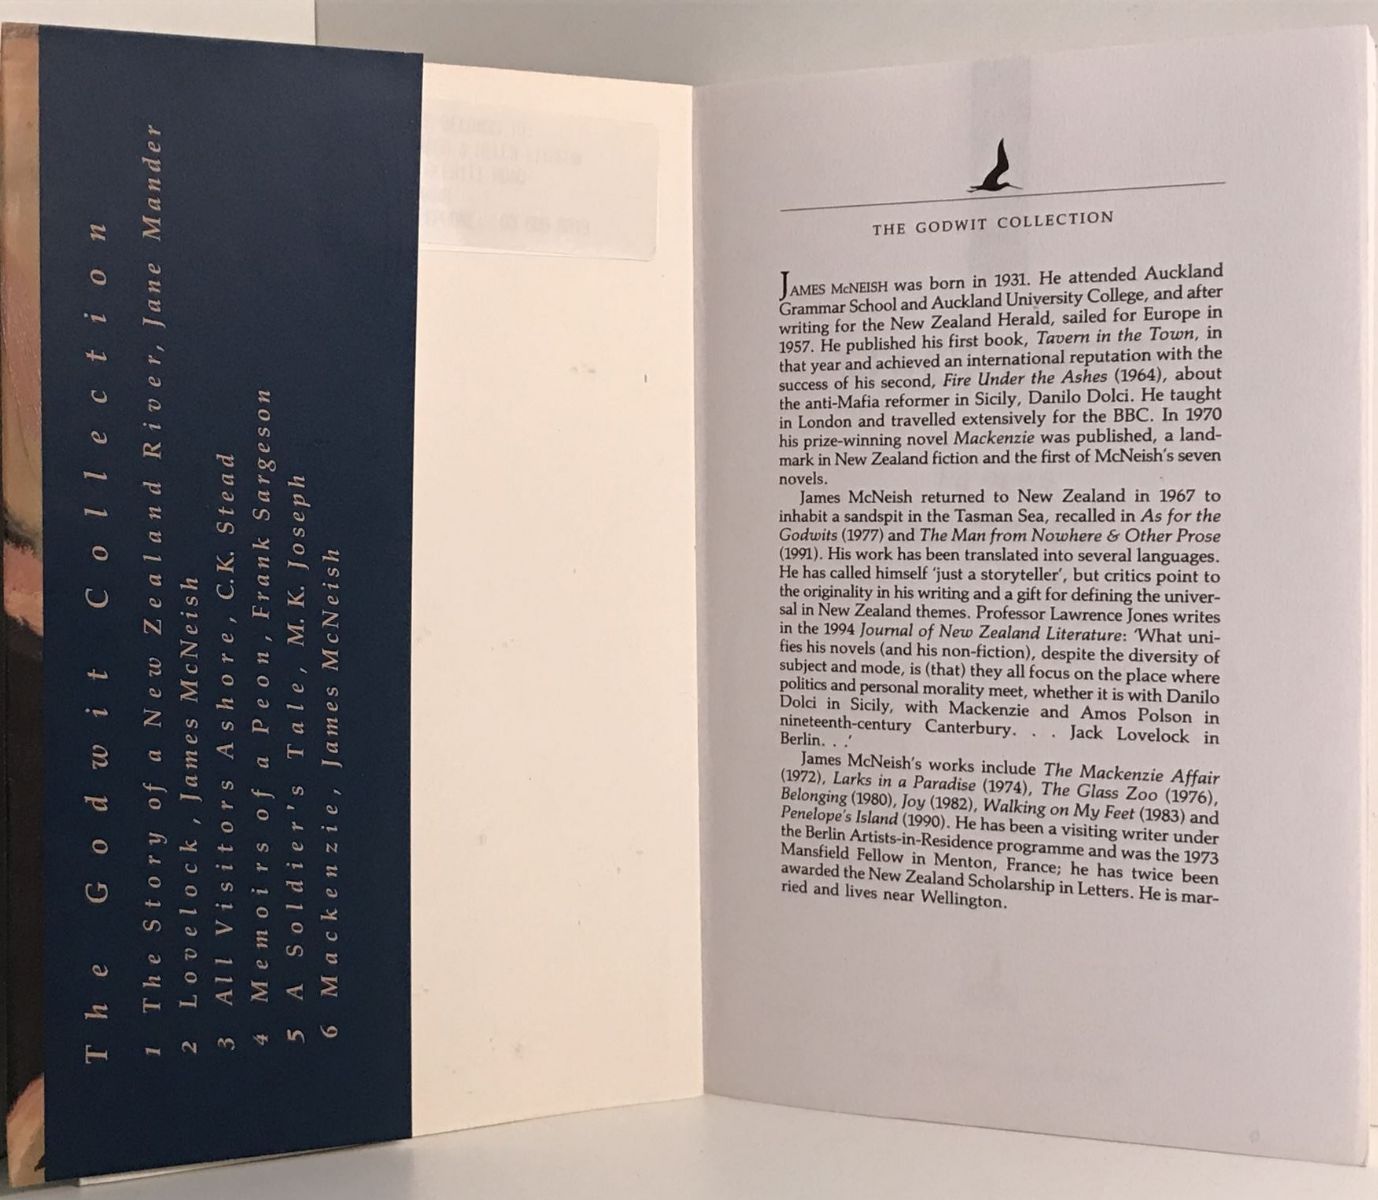 The Godwit Collection
1 The Story of a New Zealand River, Jane Mander
2 Lovelock, James McNeish
3 All Visitors Ashore, C.K. Stead
4 Memoirs of a Peon, Frank Sargeson
5 A Soldier's Tale, M.K. Joseph
6 Mackenzie, James McNeish
THE GODWIT COLLECTION
JAMES McNEISH was born in 1931. He attended Auckland
Grammar School and Auckland University College, and after
writing for the New Zealand Herald, sailed for Europe in
1957. He published his first book, Tavern in the Town, in
that year and achieved an international reputation with the
success of his second, Fire Under the Ashes (1964), about
the anti-Mafia reformer in Sicily, Danilo Dolci. He taught
in London and travelled extensively for the BBC. In 1970
his prize-winning novel Mackenzie was published, a land-
mark in New Zealand fiction and the first of McNeish's seven
novels.
James McNeish returned to New Zealand in 1967 to
inhabit a sandspit in the Tasman Sea, recalled in As for the
Godwits (1977) and The Man from Nowhere & Other Prose
(1991). His work has been translated into several languages.
He has called himself 'just a storyteller', but critics point to
the originality in his writing and a gift for defining the univer-
sal in New Zealand themes. Professor Lawrence Jones writes
in the 1994 Journal of New Zealand Literature: 'What uni-
fies his novels (and his non-fiction), despite the diversity of
subject and mode, is (that) they all focus on the place where
politics and personal morality meet, whether it is with Danilo
Dolci in Sicily, with Mackenzie and Amos Polson in
nineteenth-century Canterbury. . . Jack Lovelock in
Berlin. . .'
James McNeish's works include The Mackenzie Affair
(1972), Larks in a Paradise (1974), The Glass Zoo (1976),
Belonging (1980), Joy (1982), Walking on My Feet (1983) and
Penelope's Island (1990). He has been a visiting writer under
the Berlin Artists-in-Residence programme and was the 1973
Mansfield Fellow in Menton, France; he has twice been
awarded the New Zealand Scholarship in Letters. He is mar-
ried and lives near Wellington.